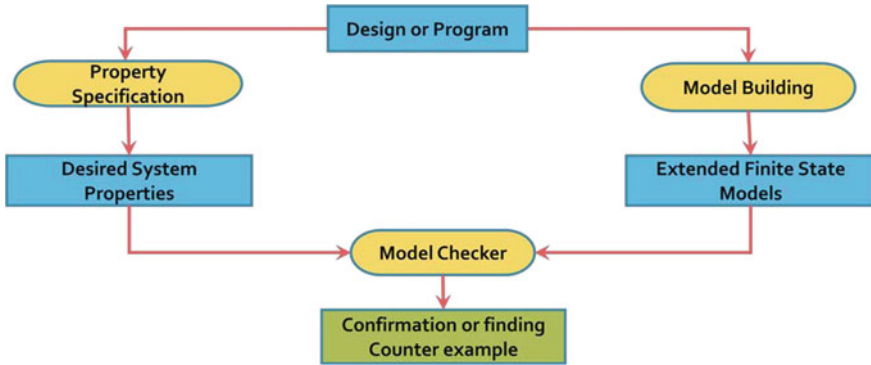 Design or Program
Property
Specification
Model Building
Desired System
Properties
Extended Finite State
Models
Model Checker
Confirmation or finding
Counter example